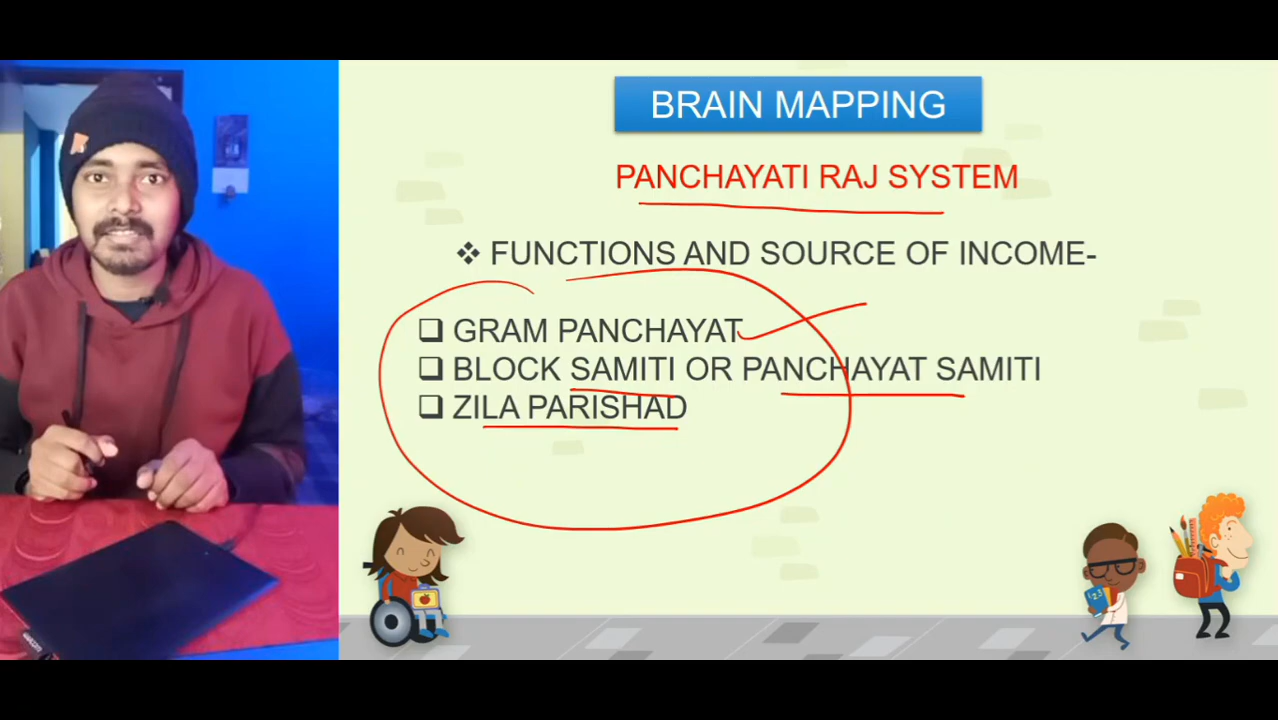 BRAIN MAPPING
PANCHAYATI RAJ SYSTEM
❖ FUNCTIONS AND SOURCE OF INCOME-
❑ GRAM PANCHAYAT
❑ BLOCK SAMITI OR PANCHAYAT SAMITI
❑ ZILA PARISHAD